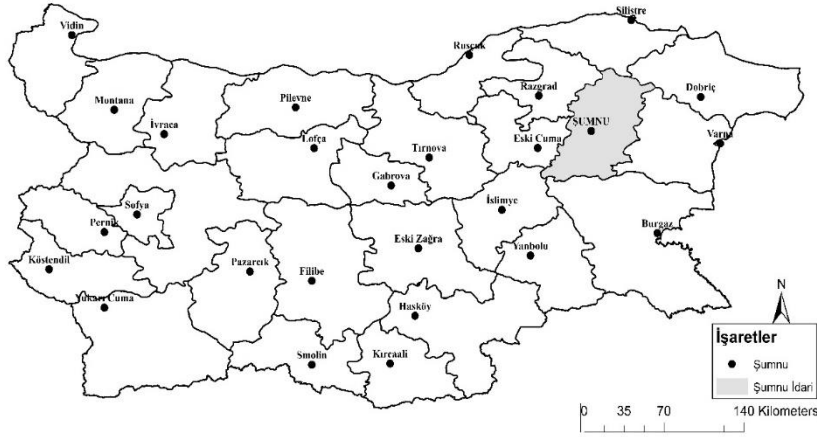 Silistre
Vidin
Rusçuk
Razgrad
Dobriç
Montana
Pilevne
İvraca
ŞUMNU
Varna
Lofça
Tırnova
Eski Cuma
Gabrova
Sofya
İslimye
Pernik
Burgaz
Eski Zağra
Yanbolu
Köstendil
Pazarcık
Filibe
Yukarı Cuma
Hasköy
Smolin
Kırcaali
N
İşaretler
Şumnu
Şumnu İdari
0 35 70 140 Kilometers